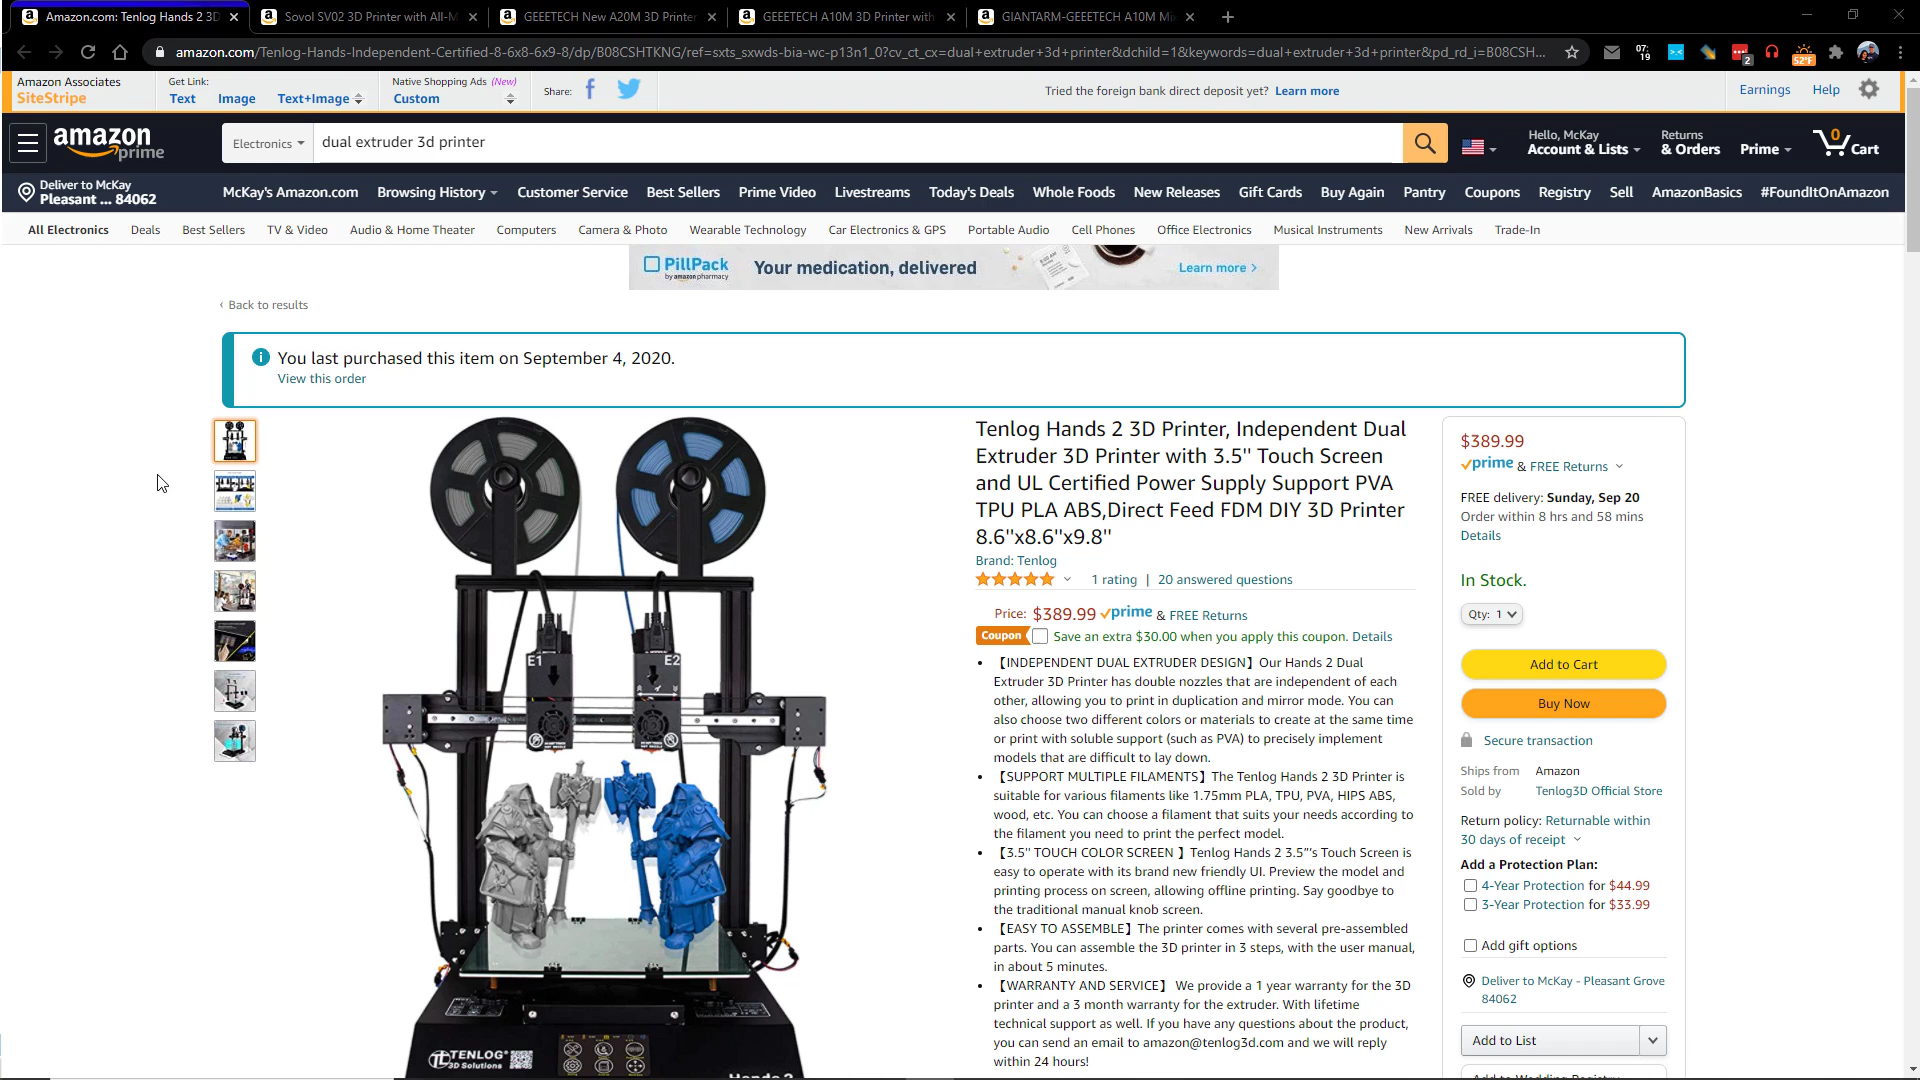 Amazon.com: Tenlog Hands 2 3D
Sovol SV02 3D Printer with All-M
GEEETECH New A20M 3D Printer
GEEETECH A10M 3D Printer with
GIANTARM-GEEETECH A10M Mi
amazon.com/Tenlog-Hands-Independent-Certified-8-6x8-6x9-8/dp/B08CSHTKNG/ref=sxts_sxwds-bia-wc-p13n1_0?cv_ct_cx=dual+extruder+3d+printer&dchild=1&keywords=dual+extruder+3d+printer&pd_rd_i=B08CSH...
07:
19
2
52°F
Amazon Associates
SiteStripe
Get Link:
Text Image Text+Image
Native Shopping Ads (New)
Custom
Share:
Tried the foreign bank direct deposit yet? Learn more
Earnings Help
amazon
prime
Electronics
dual extruder 3d printer
Hello, McKay
Account & Lists
Returns
& Orders
Prime
0
Cart
Deliver to McKay
Pleasant ... 84062
McKay's Amazon.com Browsing History Customer Service Best Sellers Prime Video Livestreams Today's Deals Whole Foods New Releases Gift Cards Buy Again Pantry Coupons Registry Sell AmazonBasics #FoundItOnAmazon
All Electronics Deals Best Sellers TV & Video Audio & Home Theater Computers Camera & Photo Wearable Technology Car Electronics & GPS Portable Audio Cell Phones Office Electronics Musical Instruments New Arrivals Trade-In
PillPack
by amazon pharmacy
Your medication, delivered
Learn more >
‹ Back to results
You last purchased this item on September 4, 2020.
View this order
E1
E2
TENLOG
3D Solutions
Hands 2
Tenlog Hands 2 3D Printer, Independent Dual
Extruder 3D Printer with 3.5'' Touch Screen
and UL Certified Power Supply Support PVA
TPU PLA ABS,Direct Feed FDM DIY 3D Printer
8.6''x8.6''x9.8''
Brand: Tenlog
1 rating | 20 answered questions
Price: $389.99 prime & FREE Returns
Coupon Save an extra $30.00 when you apply this coupon. Details
• 【INDEPENDENT DUAL EXTRUDER DESIGN】Our Hands 2 Dual
Extruder 3D Printer has double nozzles that are independent of each
other, allowing you to print in duplication and mirror mode. You can
also choose two different colors or materials to create at the same time
or print with soluble support (such as PVA) to precisely implement
models that are difficult to lay down.
• 【SUPPORT MULTIPLE FILAMENTS】The Tenlog Hands 2 3D Printer is
suitable for various filaments like 1.75mm PLA, TPU, PVA, HIPS ABS,
wood, etc. You can choose a filament that suits your needs according to
the filament you need to print the perfect model.
• 【3.5'' TOUCH COLOR SCREEN 】Tenlog Hands 2 3.5"'s Touch Screen is
easy to operate with its brand new friendly UI. Preview the model and
printing process on screen, allowing offline printing. Say goodbye to
the traditional manual knob screen.
• 【EASY TO ASSEMBLE】The printer comes with several pre-assembled
parts. You can assemble the 3D printer in 3 steps, with the user manual,
in about 5 minutes.
• 【WARRANTY AND SERVICE】 We provide a 1 year warranty for the 3D
printer and a 3 month warranty for the extruder. With lifetime
technical support as well. If you have any questions about the product,
you can send an email to amazon@tenlog3d.com and we will reply
within 24 hours!
$389.99
prime & FREE Returns
FREE delivery: Sunday, Sep 20
Order within 8 hrs and 58 mins
Details
In Stock.
Qty: 1
Add to Cart
Buy Now
Secure transaction
Ships from Amazon
Sold by Tenlog3D Official Store
Return policy: Returnable within
30 days of receipt
Add a Protection Plan:
4-Year Protection for $44.99
3-Year Protection for $33.99
Add gift options
Deliver to McKay - Pleasant Grove
84062
Add to List